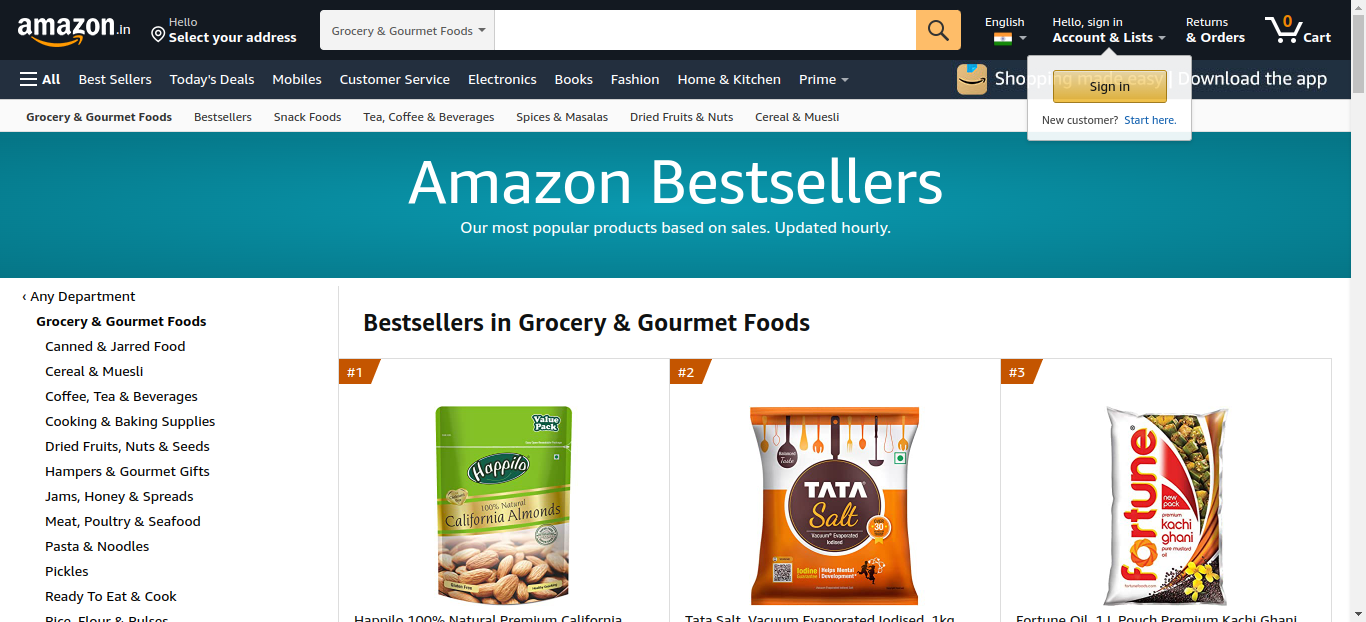 amazon.in
Hello
Select your address
Grocery & Gourmet Foods
English
Hello, sign in
Account & Lists
Returns
& Orders
0
Cart
All
Best Sellers
Today's Deals
Mobiles
Customer Service
Electronics
Books
Fashion
Home & Kitchen
Prime
Shopping made easy | Download the app
Sign in
New customer? Start here.
Grocery & Gourmet Foods
Bestsellers
Snack Foods
Tea, Coffee & Beverages
Spices & Masalas
Dried Fruits & Nuts
Cereal & Muesli
Amazon Bestsellers
Our most popular products based on sales. Updated hourly.
‹ Any Department
Grocery & Gourmet Foods
Canned & Jarred Food
Cereal & Muesli
Coffee, Tea & Beverages
Cooking & Baking Supplies
Dried Fruits, Nuts & Seeds
Hampers & Gourmet Gifts
Jams, Honey & Spreads
Meat, Poultry & Seafood
Pasta & Noodles
Pickles
Ready To Eat & Cook
Rice, Flour & Pulses
Bestsellers in Grocery & Gourmet Foods
#1
Value
Pack
Happilo
100% Natural
California Almonds
Gluten Free
Happilo 100% Natural Premium California
#2
Balanced
Taste
TATA
Salt
Vacuum Evaporated
Iodised
OVER
30
Iodine
Helps Mental
Development*
Tata Salt, Vacuum Evaporated Iodised, 1kg
#3
fortune
new
pack
premium
kachi
ghani
pure mustard
oil
fortunefoods.com
Fortune Oil, 1 L Pouch Premium Kachi Ghani